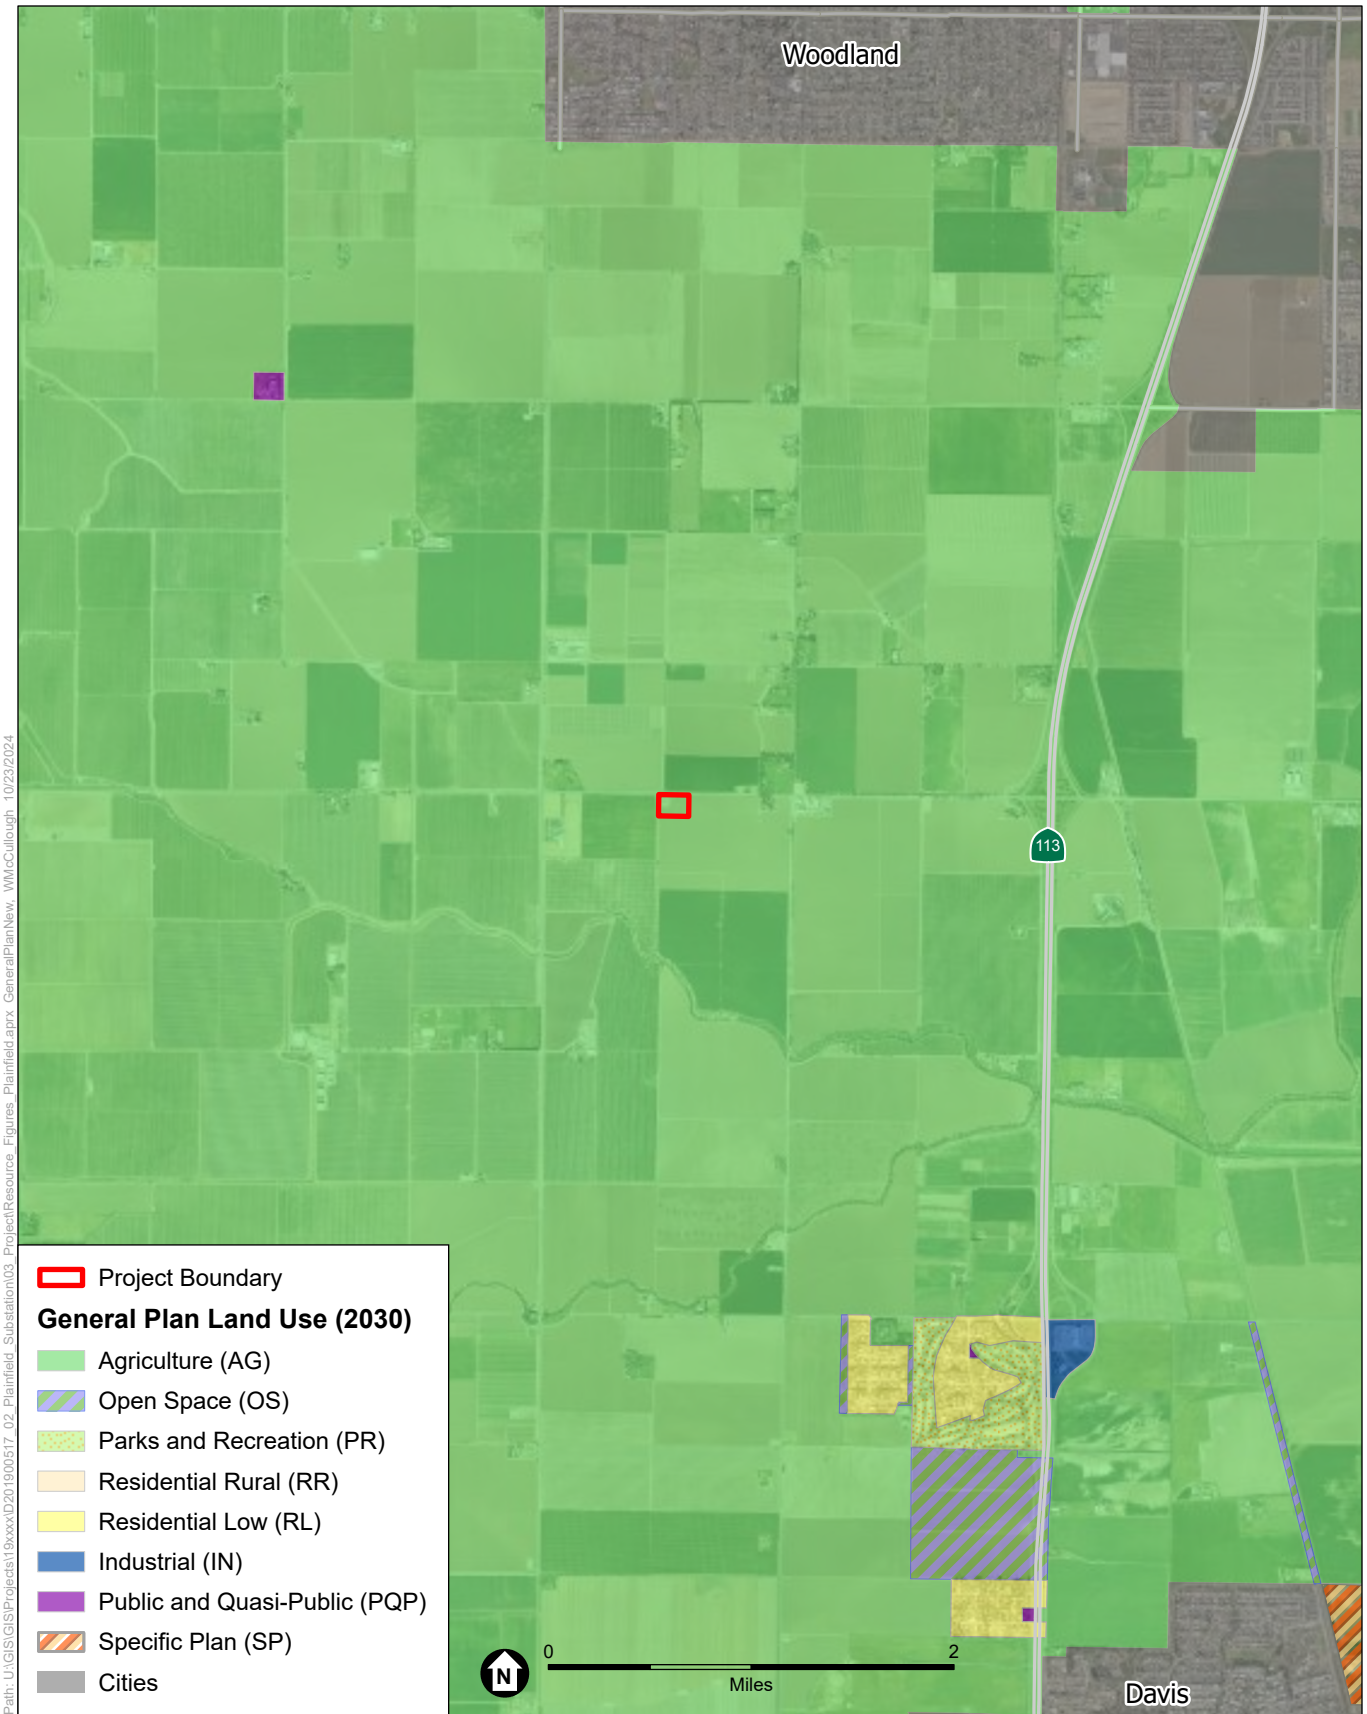 Woodland
113
Project Boundary
General Plan Land Use (2030)
Agriculture (AG)
Open Space (OS)
Parks and Recreation (PR)
Residential Rural (RR)
Residential Low (RL)
Industrial (IN)
Public and Quasi-Public (PQP)
Specific Plan (SP)
Cities
N
0 2
Miles
Davis
Path: U:\GIS\GIS\Projects\19xxxx\D201900517_02_Plainfield_Substation\03_Project\Resource_Figures_Plainfield.aprx GeneralPlanNew, WMcCullough 10/23/2024